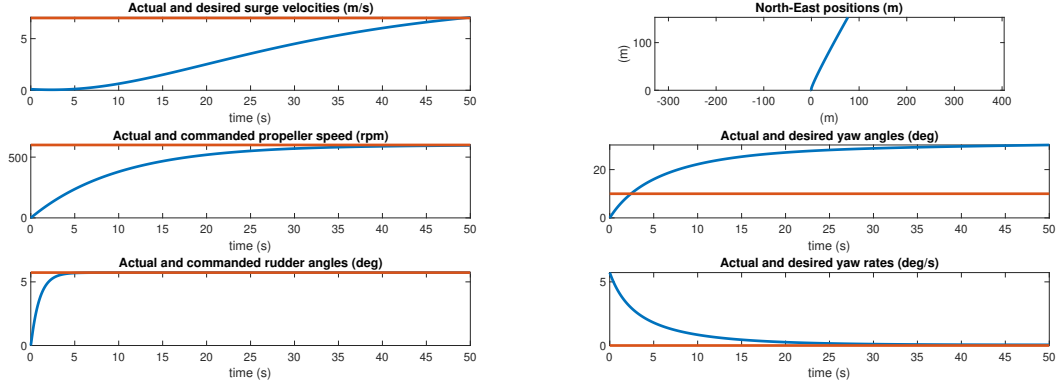 Actual and desired surge velocities (m/s)
5
0
0 5 10 15 20 25 30 35 40 45 50
time (s)
North-East positions (m)
(m)
100
0
-300 -200 -100 0 100 200 300 400
(m)
Actual and commanded propeller speed (rpm)
500
0
0 5 10 15 20 25 30 35 40 45 50
time (s)
Actual and desired yaw angles (deg)
20
0
0 5 10 15 20 25 30 35 40 45 50
time (s)
Actual and commanded rudder angles (deg)
5
0
0 5 10 15 20 25 30 35 40 45 50
time (s)
Actual and desired yaw rates (deg/s)
5
0
0 5 10 15 20 25 30 35 40 45 50
time (s)